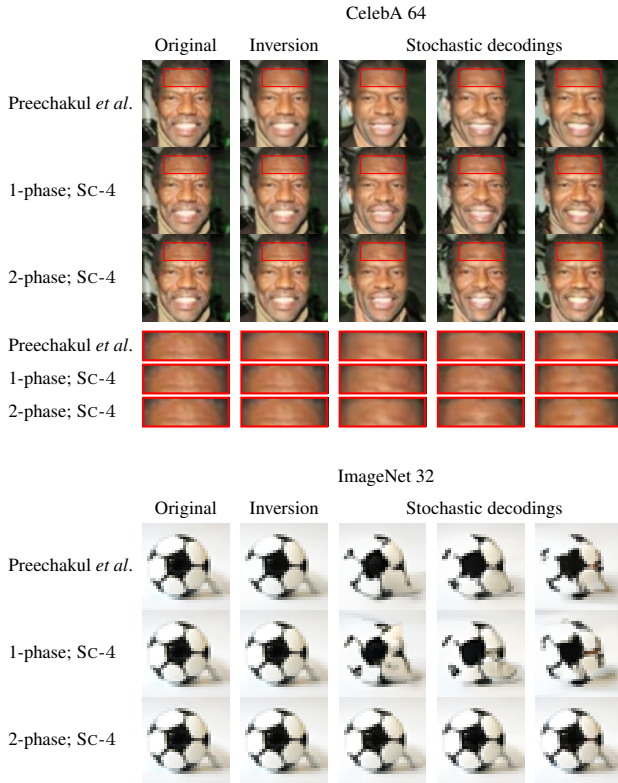 CelebA 64
Original Inversion Stochastic decodings
Preechakul et al.
1-phase; SC-4
2-phase; SC-4
Preechakul et al.
1-phase; SC-4
2-phase; SC-4
ImageNet 32
Original Inversion Stochastic decodings
Preechakul et al.
1-phase; SC-4
2-phase; SC-4